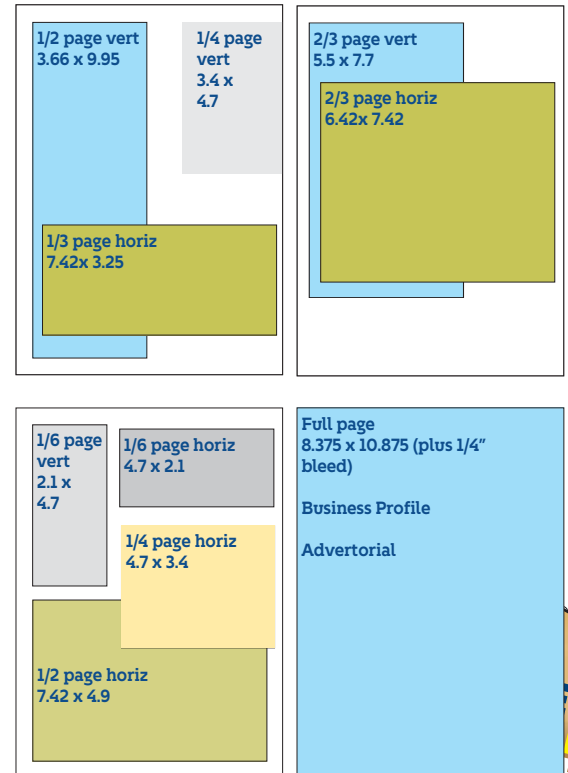 1/2 page vert
3.66 x 9.95
1/4 page
vert
3.4 x
4.7
1/3 page horiz
7.42x 3.25
2/3 page vert
5.5 x 7.7
2/3 page horiz
6.42x 7.42
1/6 page
vert
2.1 x
4.7
1/6 page horiz
4.7 x 2.1
1/4 page horiz
4.7 x 3.4
1/2 page horiz
7.42 x 4.9
Full page
8.375 x 10.875 (plus 1/4”
bleed)
Business Profile
Advertorial